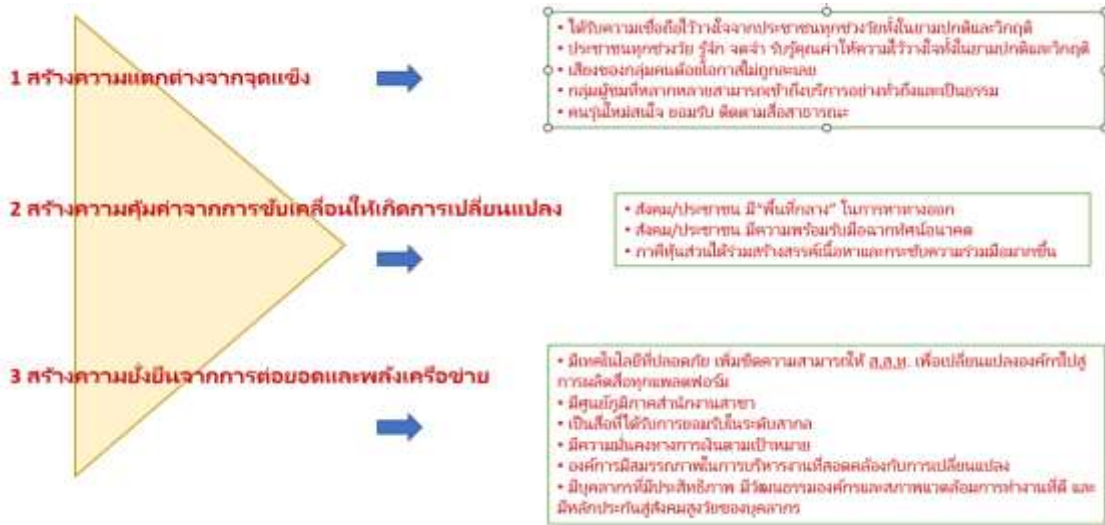 1 สร้างความแตกต่างจากจุดแข็ง
• ได้รับความเชื่อถือไว้วางใจจากประชาชนทุกช่วงวัยทั้งในยามปกติและวิกฤติ
• ประชาชนทุกช่วงวัย รู้จัก จดจำ รับรู้คุณค่าให้ความไว้วางใจทั้งในยามปกติและวิกฤติ
• เสียงของกลุ่มคนด้อยโอกาสไม่ถูกละเลย
• กลุ่มผู้ชมที่หลากหลายสามารถเข้าถึงบริการอย่างทั่วถึงและเป็นธรรม
• คนรุ่นใหม่สนใจ ยอมรับ ติดตามสื่อสาธารณะ
2 สร้างความคุ้มค่าจากการขับเคลื่อนให้เกิดการเปลี่ยนแปลง
• สังคม/ประชาชน มี"พื้นที่กลาง" ในการหาทางออก
• สังคม/ประชาชน มีความพร้อมรับมือฉากทัศน์อนาคต
• ภาคีหุ้นส่วนได้ร่วมสร้างสรรค์เนื้อหาและกระชับความร่วมมือมากขึ้น
3 สร้างความยั่งยืนจากการต่อยอดและพลังเครือข่าย
• มีเทคโนโลยีที่ปลอดภัย เพิ่มขีดความสามารถให้ ส.ส.ท. เพื่อเปลี่ยนแปลงองค์กรไปสู่
การผลิตสื่อทุกแพลตฟอร์ม
• มีศูนย์ภูมิภาคสำนักงานสาขา
• เป็นสื่อที่ได้รับการยอมรับในระดับสากล
• มีความมั่นคงทางการเงินตามเป้าหมาย
• องค์การมีสมรรถภาพในการบริหารงานที่สอดคล้องกับการเปลี่ยนแปลง
• มีบุคลากรที่มีประสิทธิภาพ มีวัฒนธรรมองค์กรและสภาพแวดล้อมการทำงานที่ดี และ
มีหลักประกันสู่สังคมสูงวัยของบุคลากร